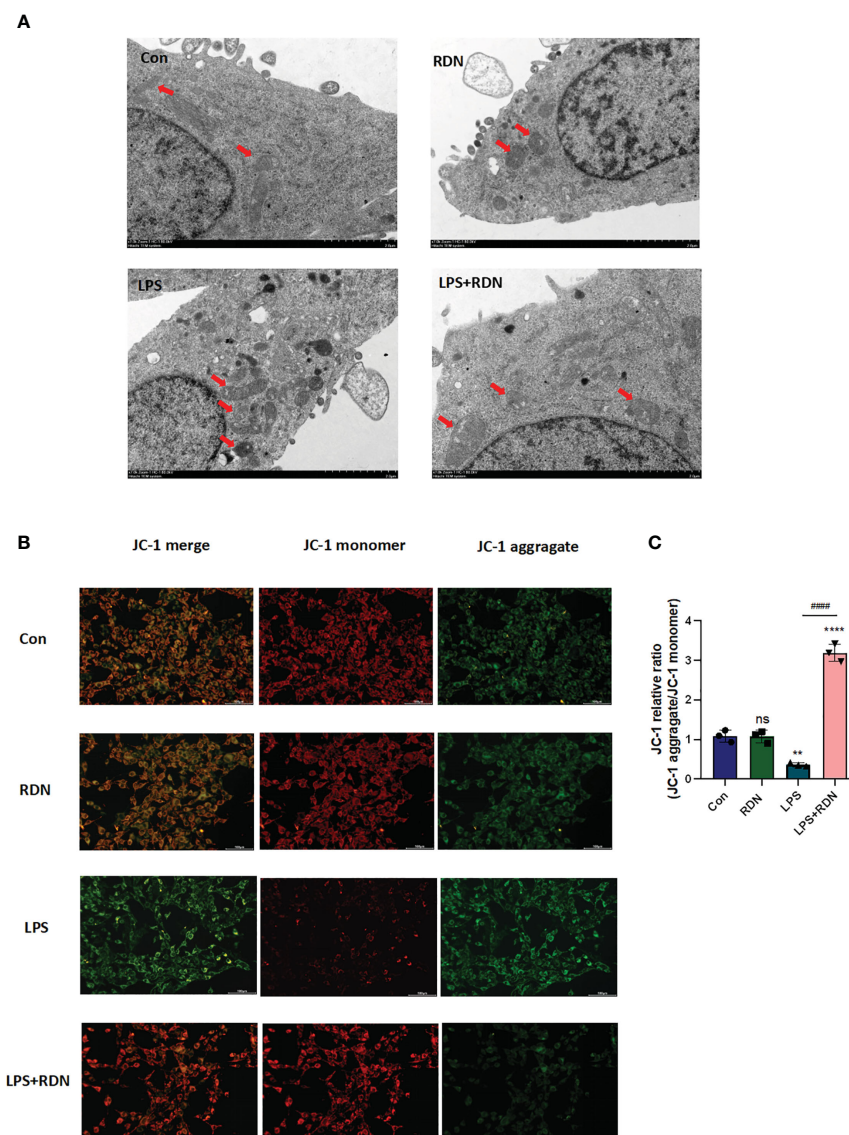 A
Con
RDN
LPS
LPS+RDN
B
JC-1 merge
JC-1 monomer
JC-1 aggragate
Con
RDN
LPS
LPS+RDN
C
JC-1 relative ratio
(JC-1 aggregate/JC-1 monomer)
4
3
2
1
0
ns
**
####
****
Con
RDN
LPS
LPS+RDN